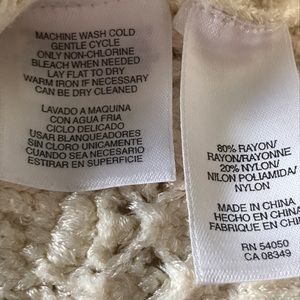 MACHINE WASH COLD
GENTLE CYCLE
ONLY NON-CHLORINE
BLEACH WHEN NEEDED
LAY FLAT TO DRY
WARM IRON IF NECESSARY
CAN BE DRY CLEANED
LAVADO A MAQUINA
CON AGUA FRIA
CICLO DELICADO
USAR BLANQUEADORES
SIN CLORO UNICAMENTE
CUANDO SEA NECESARIO
ESTIRAR EN SUPERFICIE
80% RAYON/
RAYON/RAYONNE
20% NYLON/
NILON POLIAMIDA/
NYLON
MADE IN CHINA
HECHO EN CHINA
FABRIQUE EN CHI
RN 54050
CA 08349